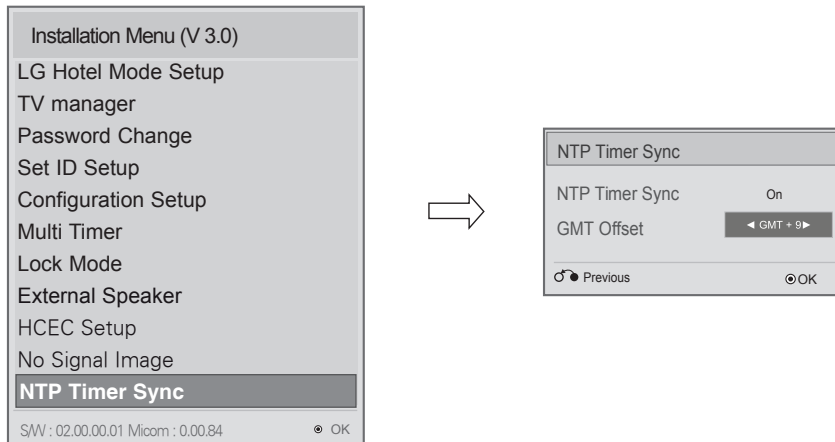 Installation Menu (V 3.0)
LG Hotel Mode Setup
TV manager
Password Change
Set ID Setup
Configuration Setup
Multi Timer
Lock Mode
External Speaker
HCEC Setup
No Signal Image
NTP Timer Sync
S/W : 02.00.00.01 Micom : 0.00.84 ◉ OK
NTP Timer Sync
NTP Timer Sync On
GMT Offset ◄ GMT + 9►
Previous ◉OK